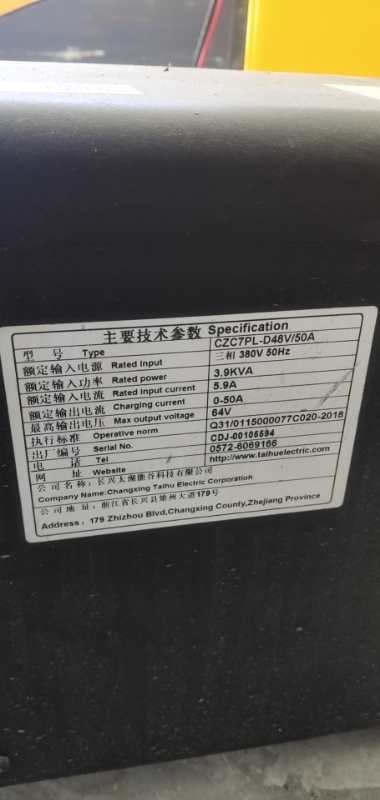 主要技术参数 Specification
型 号 Type CZC7PL-D48V/50A
额定输入电源 Rated Input 三相 380V 50Hz
额定输入功率 Rated power 3.9KVA
额定输入电流 Rated Input current 5.9A
额定输出电流 Charging current 0-50A
最高输出电压 Max output voltage 64V
执行标准 Operative norm Q31/0115000077C020-2018
出厂编号 Serial No. CDJ-00105594
电 话 Tel 0572-6069166
网 址 Website http://www.taihuelectric.com
公司名称:长兴太湖能谷科技有限公司
Company Name:Changxing Taihu Electric Corporation
公司地址:浙江省长兴县雉州大道179号
Address,179 Zhizhou Blvd,Changxing County,Zhejiang Province